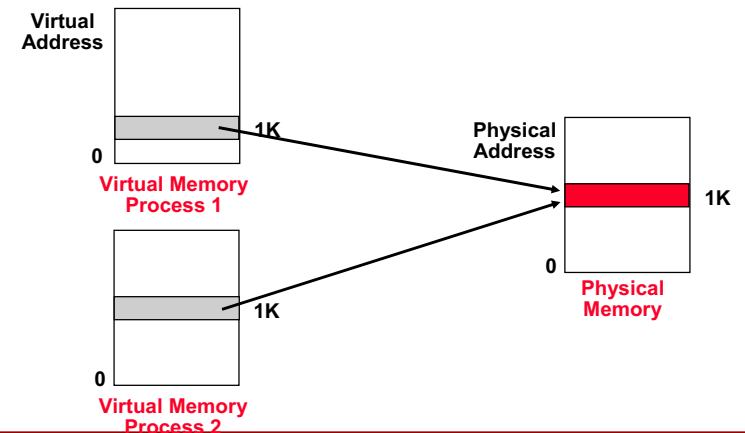 Virtual
Address
1K
0
Virtual Memory
Process 1
1K
0
Virtual Memory
Process 2
Physical
Address
1K
0
Physical
Memory